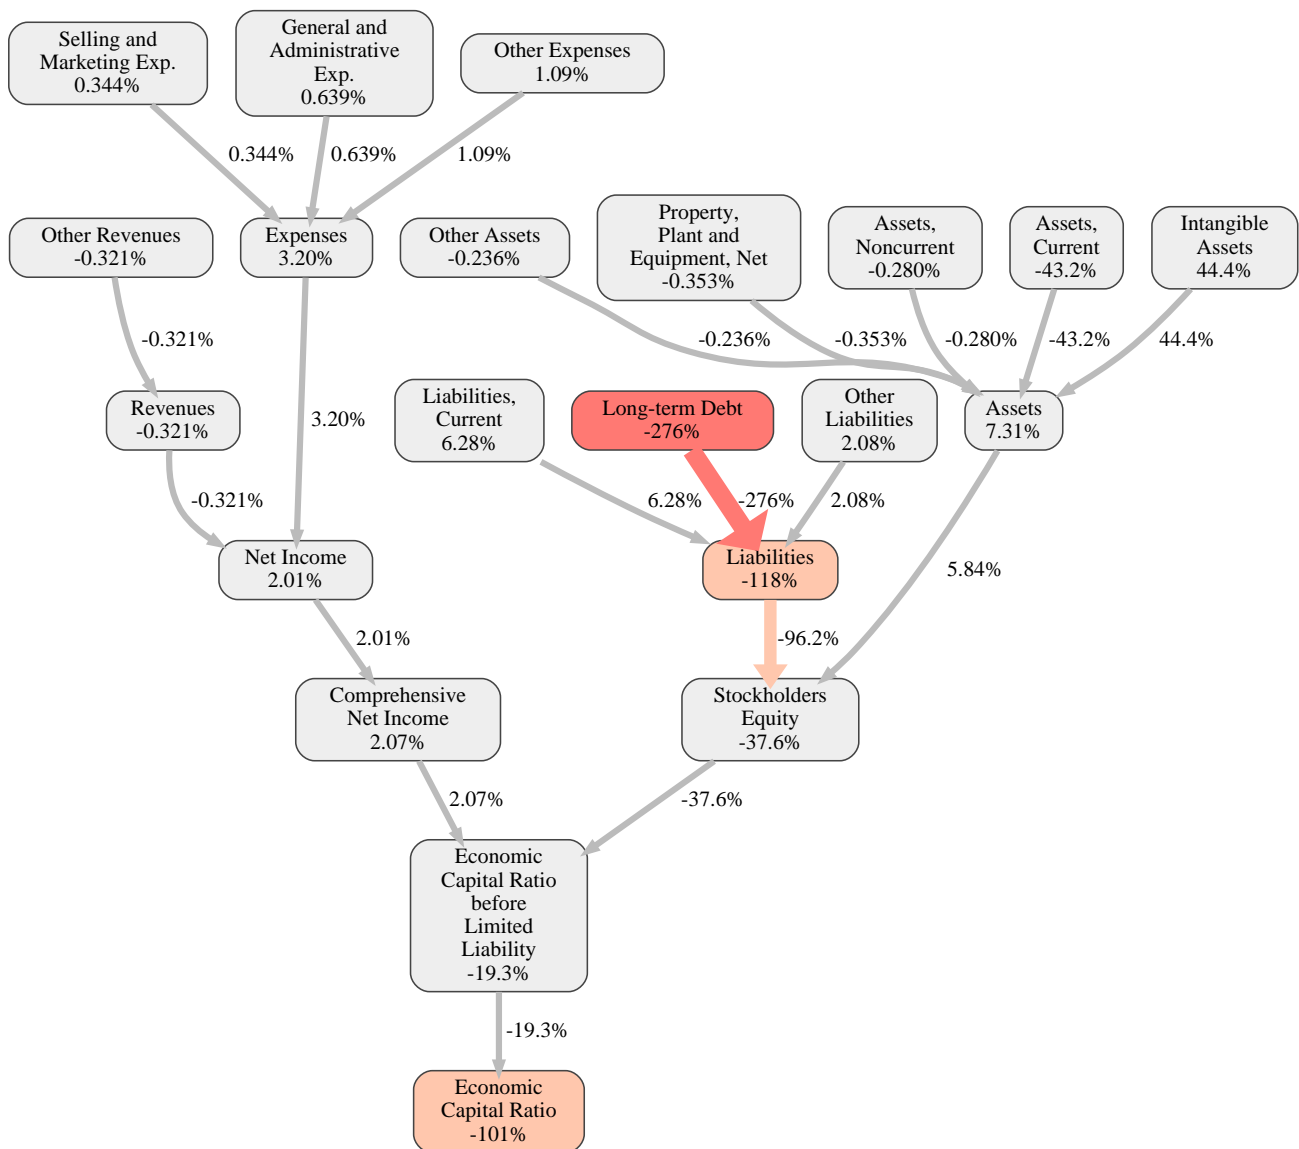 Selling and
Marketing Exp.
0.344%
General and
Administrative
Exp.
0.639%
Other Expenses
1.09%
0.344%
0.639%
1.09%
Other Revenues
-0.321%
Expenses
3.20%
Other Assets
-0.236%
Property,
Plant and
Equipment, Net
-0.353%
Assets,
Noncurrent
-0.280%
Assets,
Current
-43.2%
Intangible
Assets
44.4%
-0.321%
-0.236%
-0.353%
-0.280%
-43.2%
44.4%
Revenues
-0.321%
3.20%
Liabilities,
Current
6.28%
Long-term Debt
-276%
Other
Liabilities
2.08%
Assets
7.31%
-0.321%
6.28%
-276%
2.08%
Net Income
2.01%
Liabilities
-118%
5.84%
2.01%
-96.2%
Comprehensive
Net Income
2.07%
Stockholders
Equity
-37.6%
2.07%
-37.6%
Economic
Capital Ratio
before
Limited
Liability
-19.3%
-19.3%
Economic
Capital Ratio
-101%